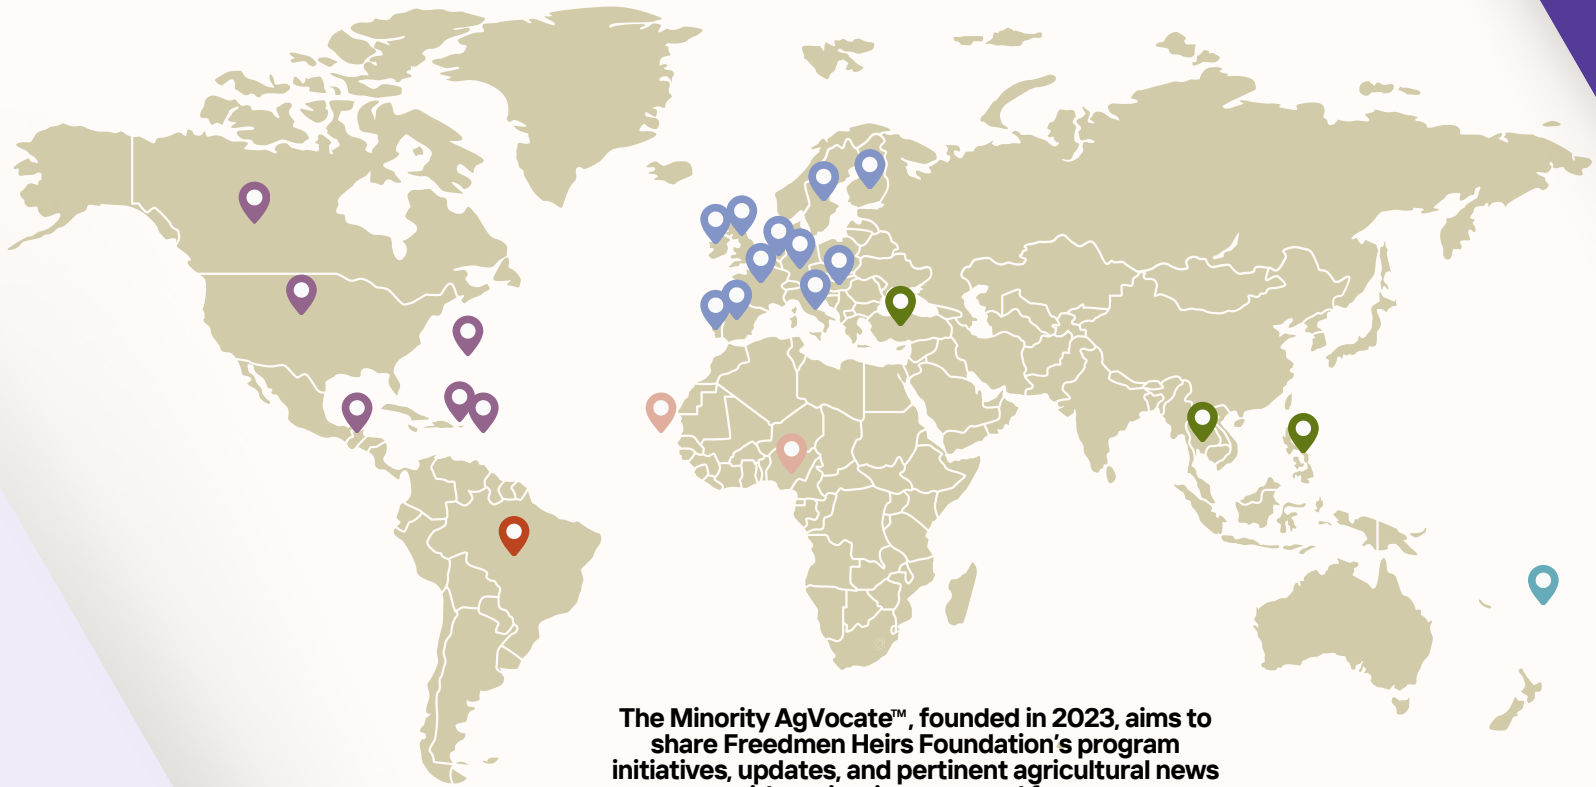 The Minority AgVocate™, founded in 2023, aims to
share Freedmen Heirs Foundation's program
initiatives, updates, and pertinent agricultural news